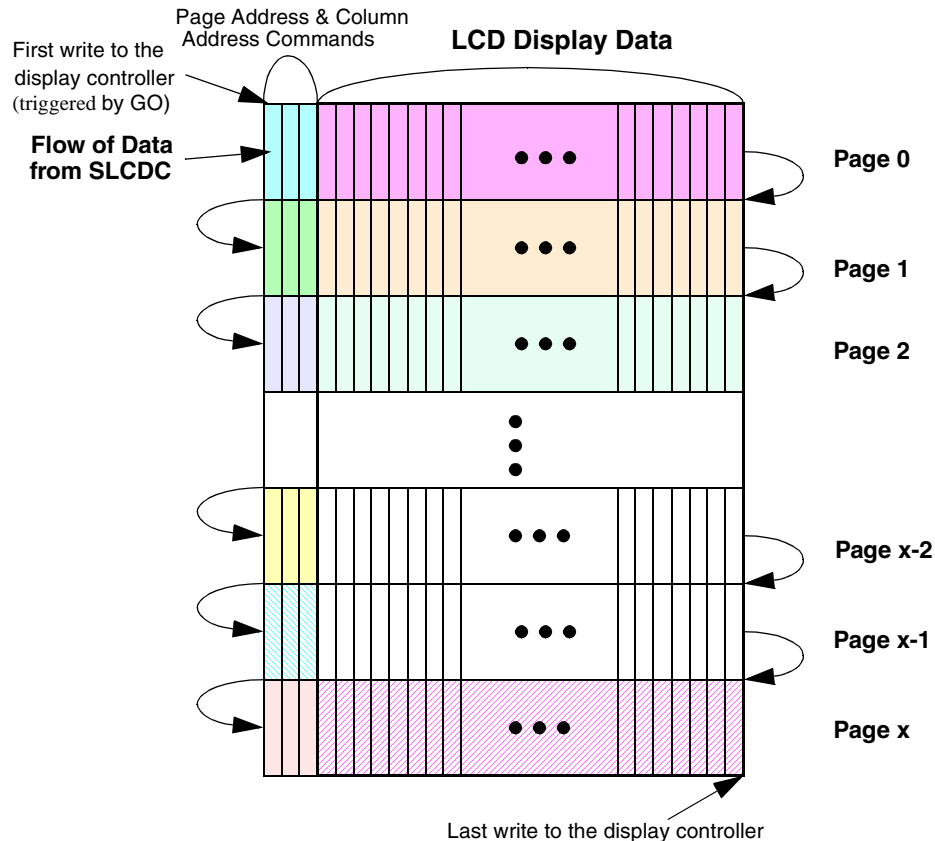 Page Address & Column
Address Commands
LCD Display Data
First write to the
display controller
(triggered by GO)
Flow of Data
from SLCDC
Page 0
Page 1
Page 2
Page x-2
Page x-1
Page x
Last write to the display controller